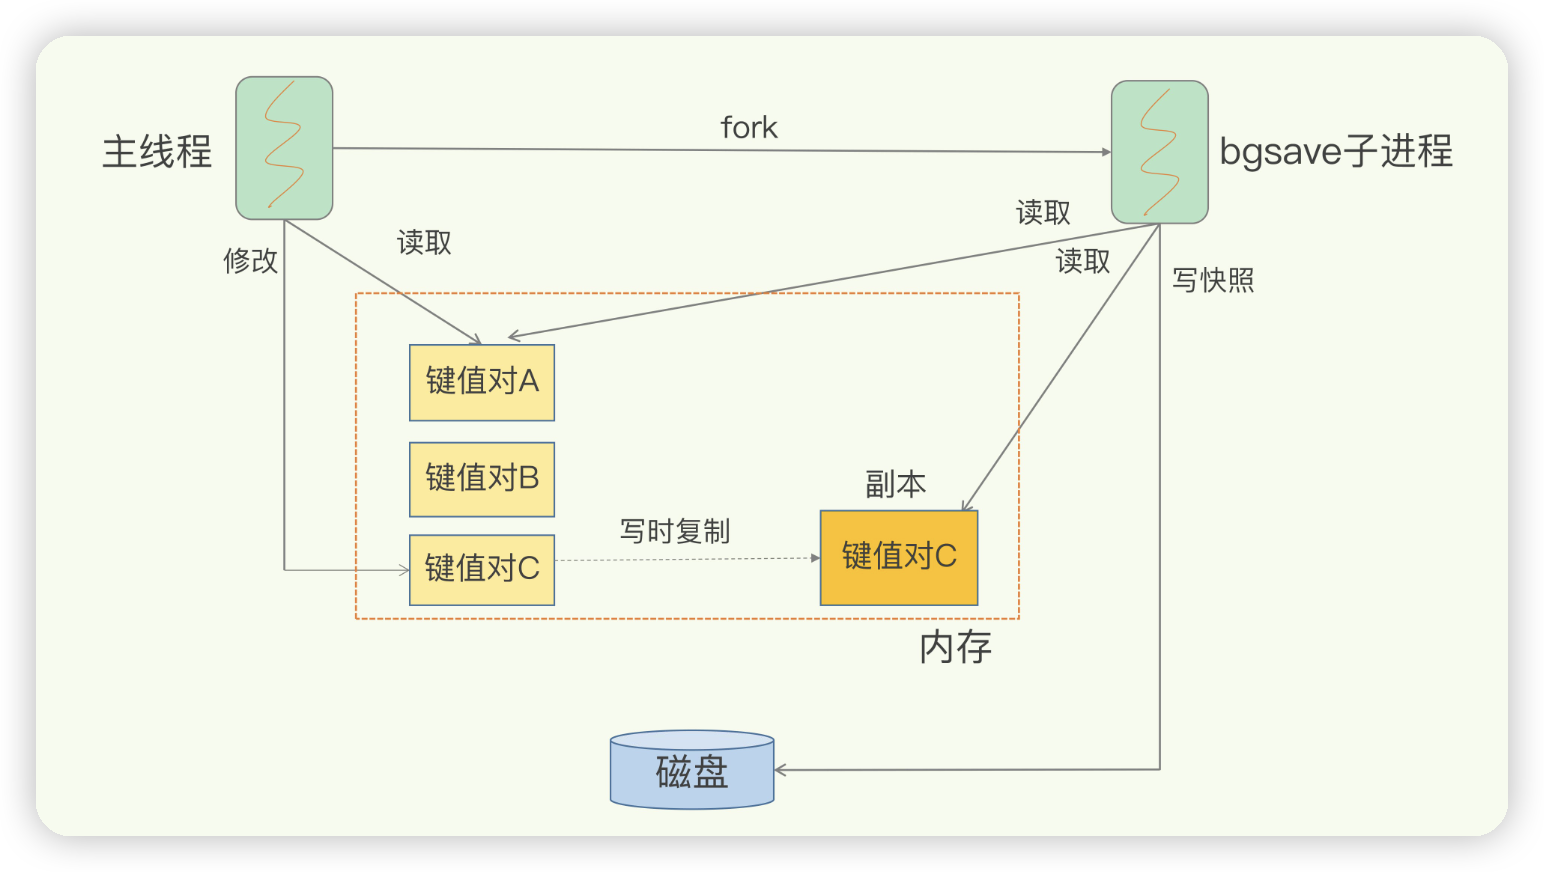 fork
主线程
bgsave子进程
读取
修改
读取
读取
写快照
键值对A
键值对B
副本
写时复制
键值对C
键值对C
内存
磁盘